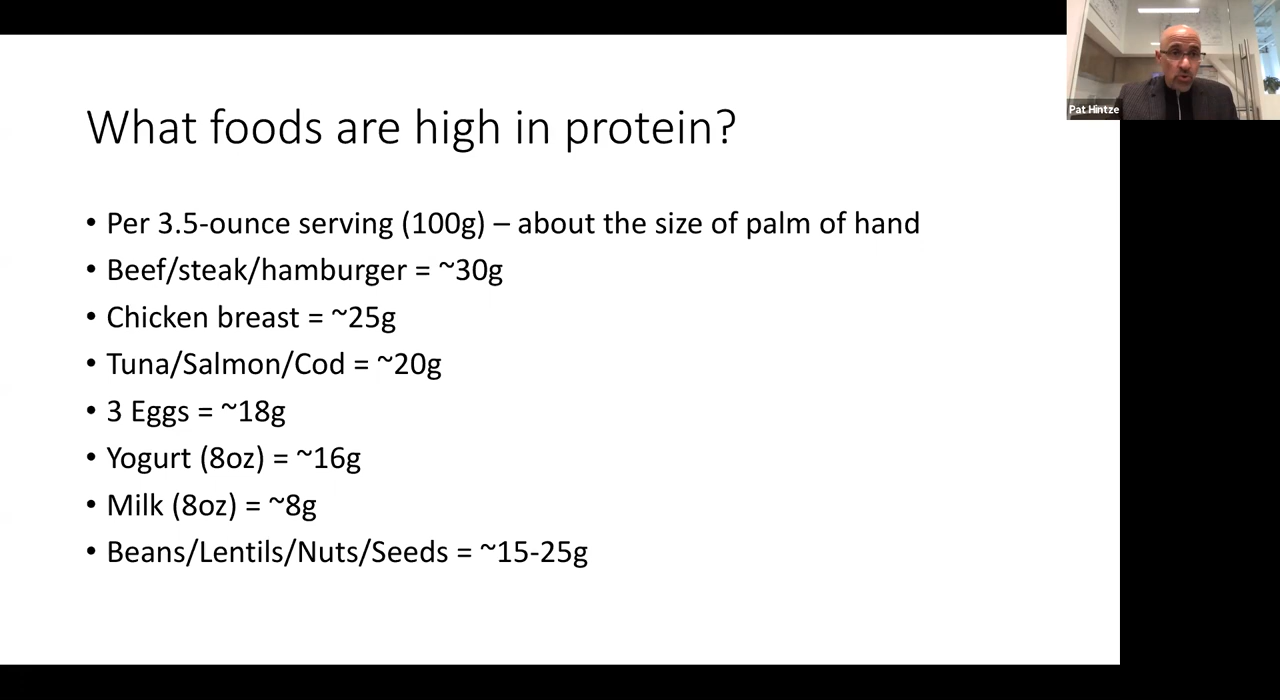 What foods are high in protein?
• Per 3.5-ounce serving (100g) – about the size of palm of hand
• Beef/steak/hamburger = ~30g
• Chicken breast = ~25g
• Tuna/Salmon/Cod = ~20g
• 3 Eggs = ~18g
• Yogurt (8oz) = ~16g
• Milk (8oz) = ~8g
• Beans/Lentils/Nuts/Seeds = ~15-25g
Pat Hintze